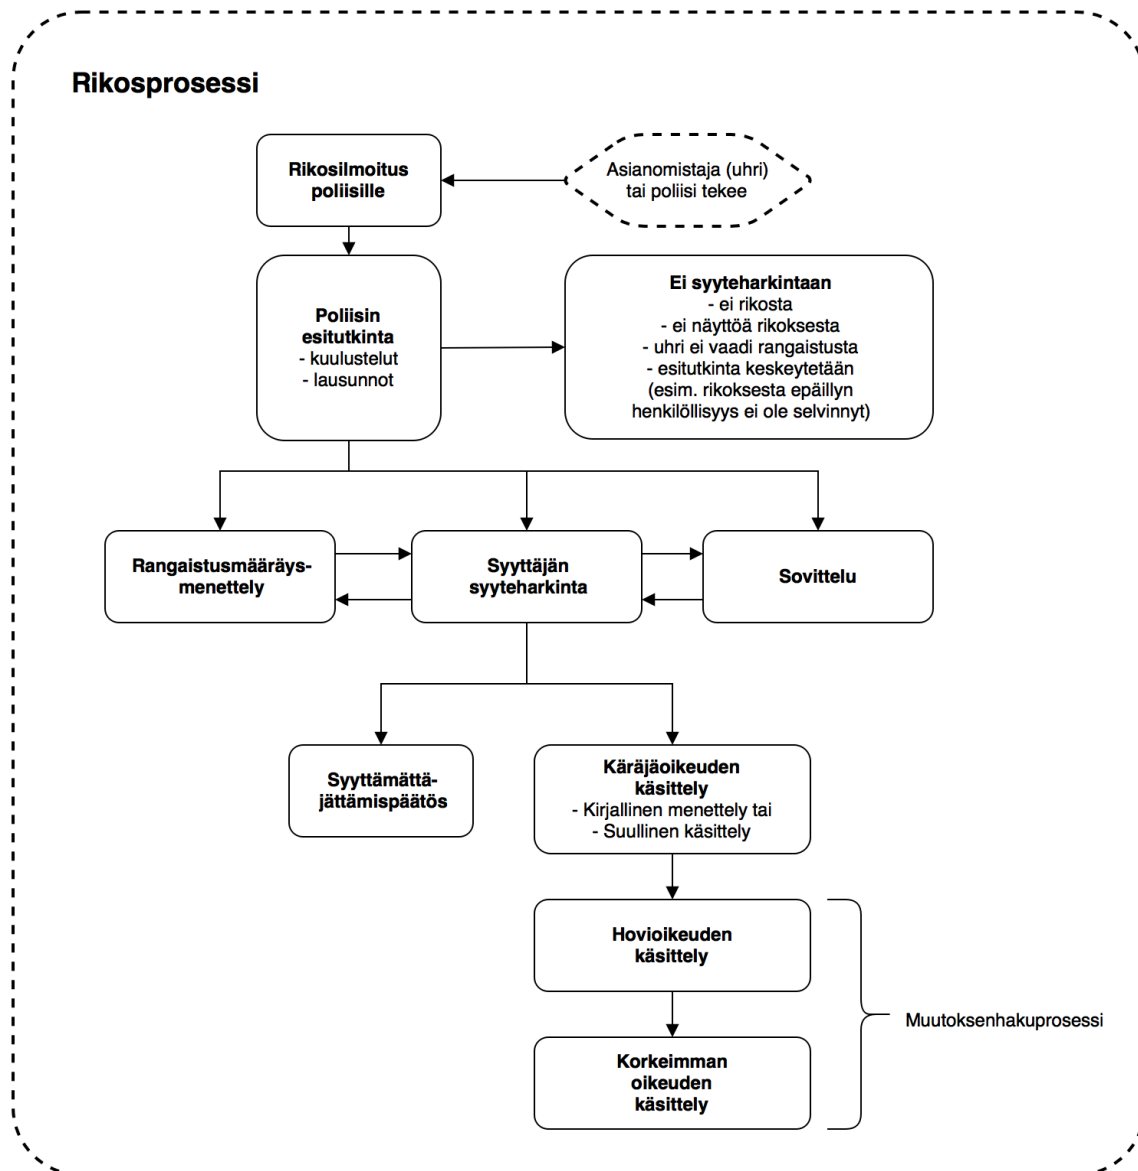 Rikosprosessi
Rikosilmoitus
poliisille
Asianomistaja (uhri)
tai poliisi tekee
Poliisin
esitutkinta
- kuulustelut
- lausunnot
Ei syyteharkintaan
- ei rikosta
- ei näyttöä rikoksesta
- uhri ei vaadi rangaistusta
- esitutkinta keskeytetään
(esim. rikoksesta epäillyn
henkilöllisyys ei ole selvinnyt)
Rangaistusmääräys-
menettely
Syyttäjän
syyteharkinta
Sovittelu
Syyttämättä-
jättämispäätös
Käräjäoikeuden
käsittely
- Kirjallinen menettely tai
- Suullinen käsittely
Hovioikeuden
käsittely
Muutoksenhakuprosessi
Korkeimman
oikeuden
käsittely